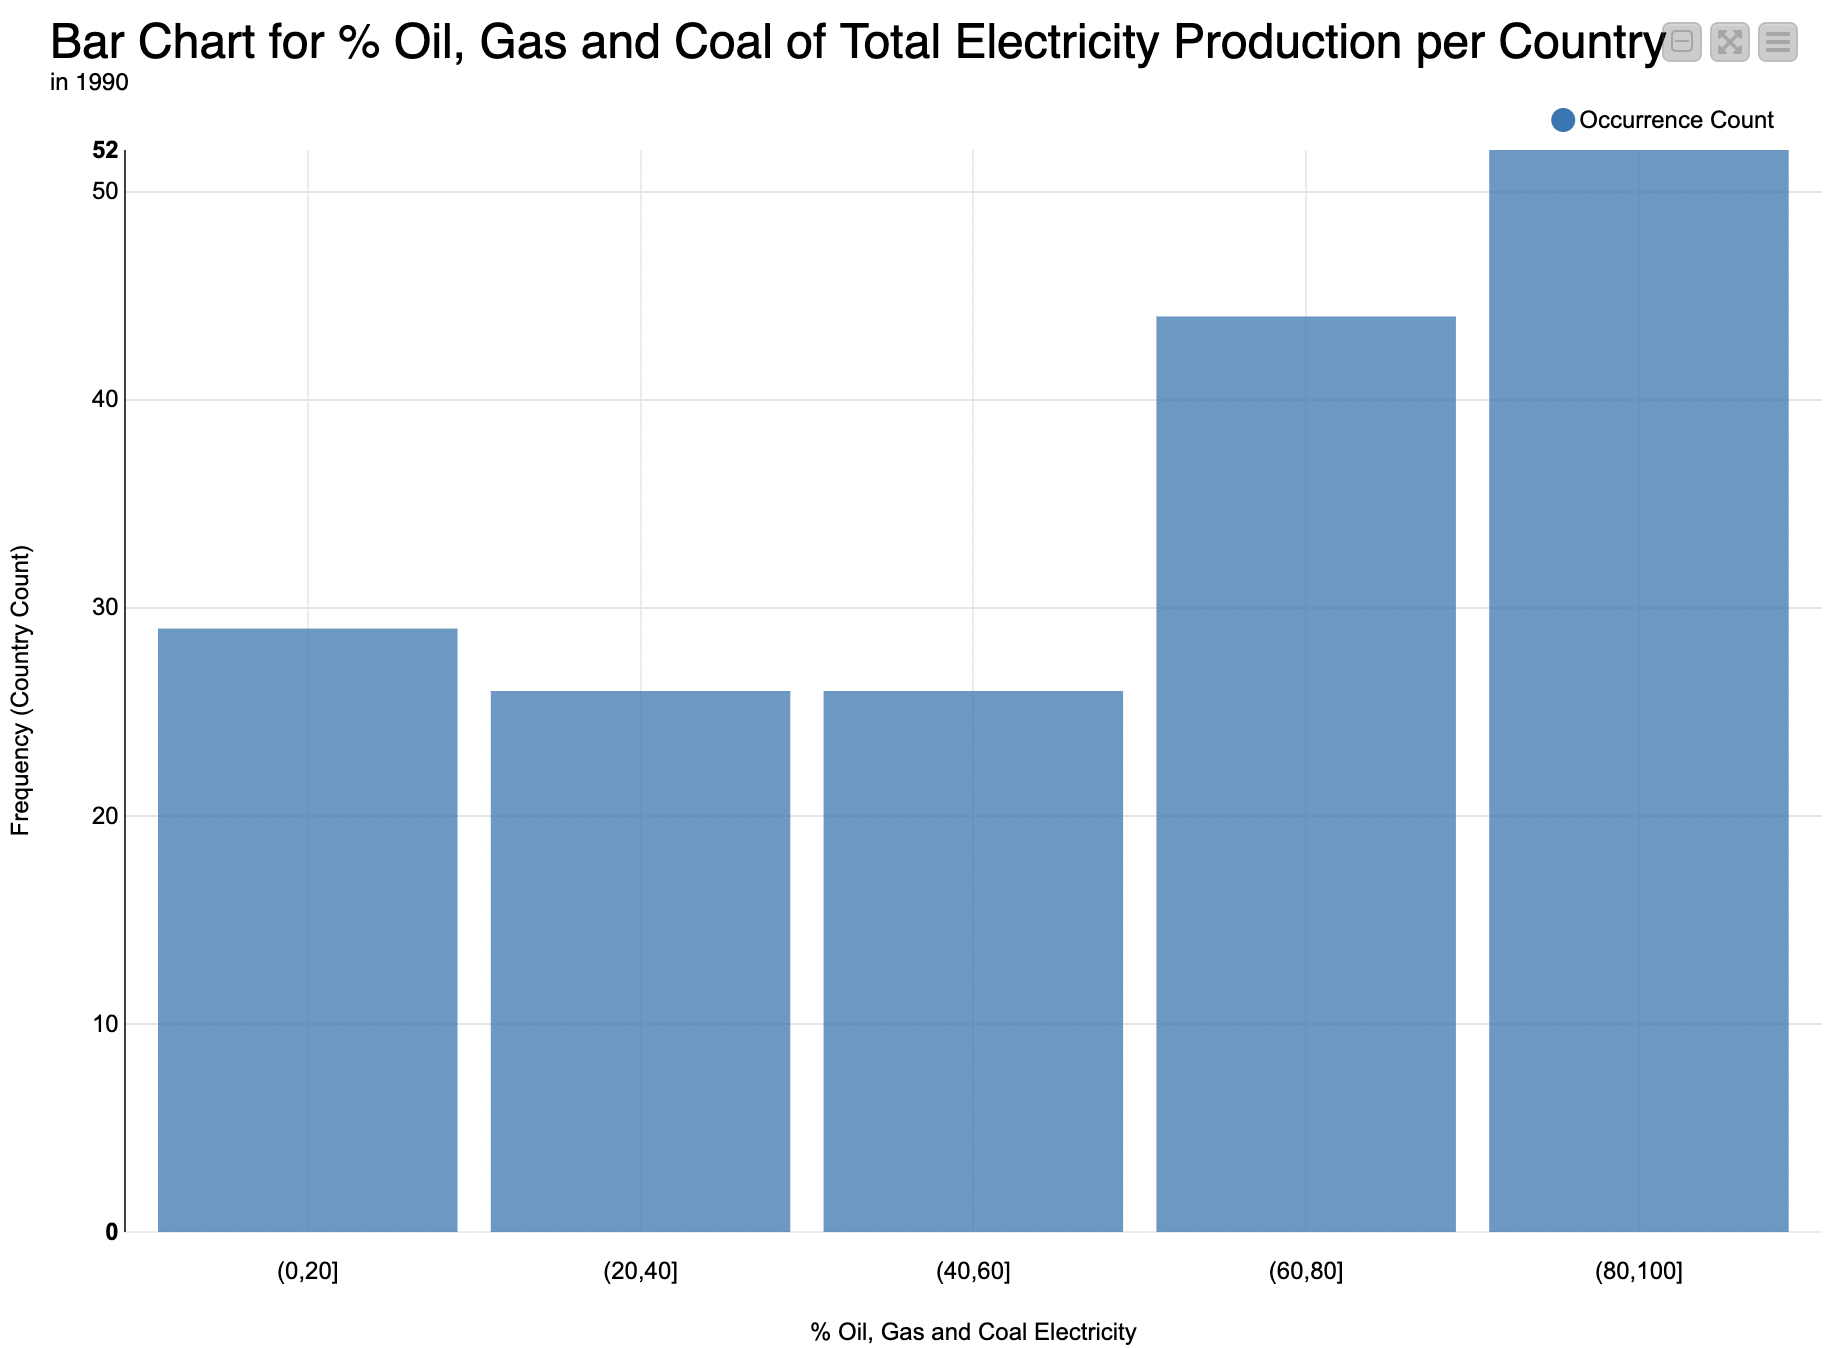 Bar Chart for % Oil, Gas and Coal of Total Electricity Production per Country
in 1990
Occurrence Count
52
50
40
30
20
10
0
Frequency (Country Count)
(0,20]
(20,40]
(40,60]
(60,80]
(80,100]
% Oil, Gas and Coal Electricity